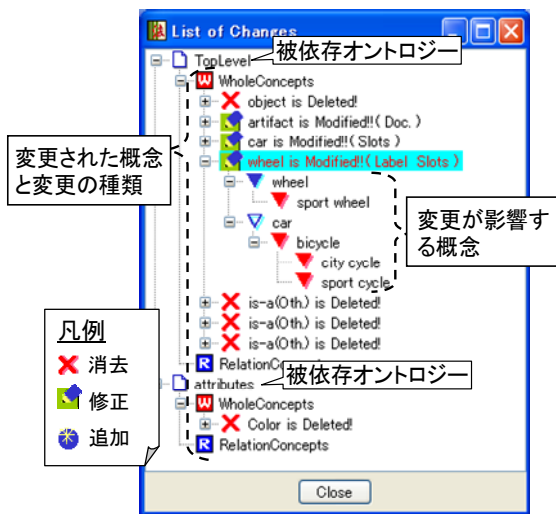 List of Changes
TopLevel
被依存オントロジー
WholeConcepts
object is Deleted!
artifact is Modified!!( Doc. )
car is Modified!!( Slots )
wheel is Modified!!( Label Slots )
wheel
sport wheel
car
bicycle
city cycle
sport cycle
is-a(Oth.) is Deleted!
is-a(Oth.) is Deleted!
is-a(Oth.) is Deleted!
RelationConcepts
attributes
被依存オントロジー
WholeConcepts
Color is Deleted!
RelationConcepts
Close
変更された概念
と変更の種類
変更が影響す
る概念
凡例
消去
修正
追加